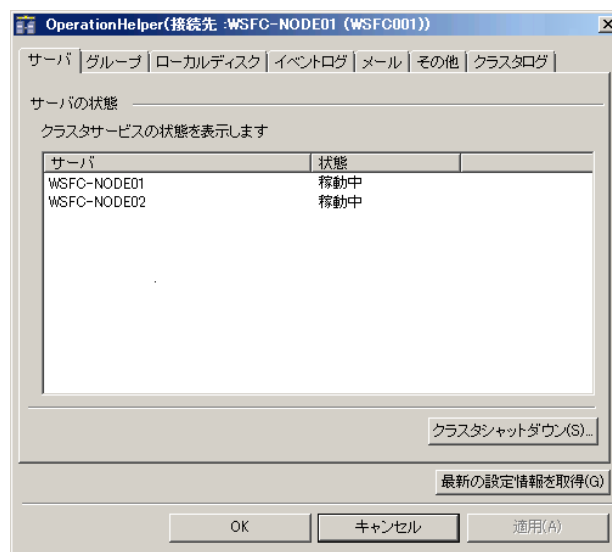 OperationHelper(接続先 :WSFC-NODE01 (WSFC001))
サーバ グループ ローカルディスク イベントログ メール その他 クラスタログ
サーバの状態
クラスタサービスの状態を表示します
サーバ 状態
WSFC-NODE01 稼動中
WSFC-NODE02 稼動中
クラスタシャットダウン(S)...
最新の設定情報を取得(G)
OK キャンセル 適用(A)